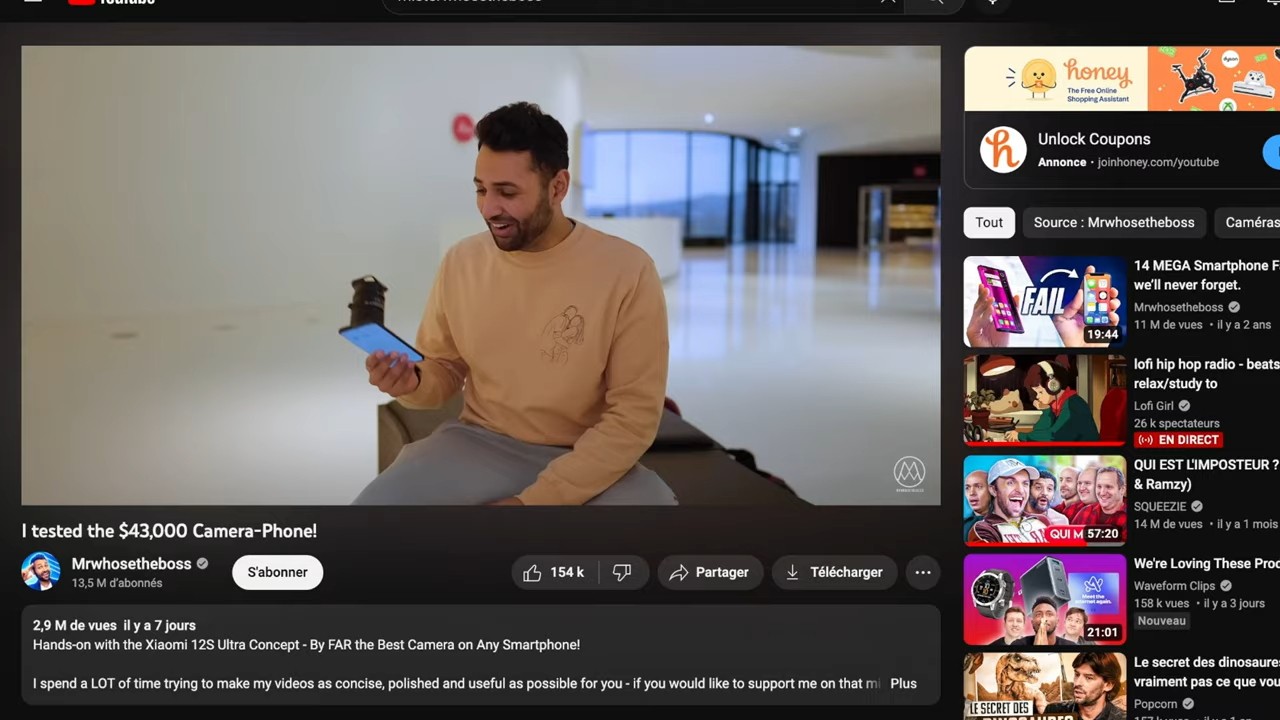 YouTube
honey
The Free Online
Shopping Assistant
dyson
Unlock Coupons
Annonce · joinhoney.com/youtube
Tout
Source : Mrwhosetheboss
Caméras
FAIL
19:44
14 MEGA Smartphone F
we'll never forget.
Mrwhosetheboss
11 M de vues · il y a 2 ans
lofi hip hop radio - beats
relax/study to
Lofi Girl
26 k spectateurs
EN DIRECT
QUI M
57:20
QUI EST L'IMPOSTEUR ?
& Ramzy)
SQUEEZIE
14 M de vues · il y a 1 mois
Meet the
internet again.
21:01
We're Loving These Prod
Waveform Clips
158 k vues · il y a 3 jours
Nouveau
LE SECRET DES
Le secret des dinosaures
vraiment pas ce que vou
Popcorn
I tested the $43,000 Camera-Phone!
Mrwhosetheboss
13,5 M d'abonnés
S'abonner
154 k
Partager
Télécharger
2,9 M de vues il y a 7 jours
Hands-on with the Xiaomi 12S Ultra Concept - By FAR the Best Camera on Any Smartphone!
I spend a LOT of time trying to make my videos as concise, polished and useful as possible for you - if you would like to support me on that mi Plus